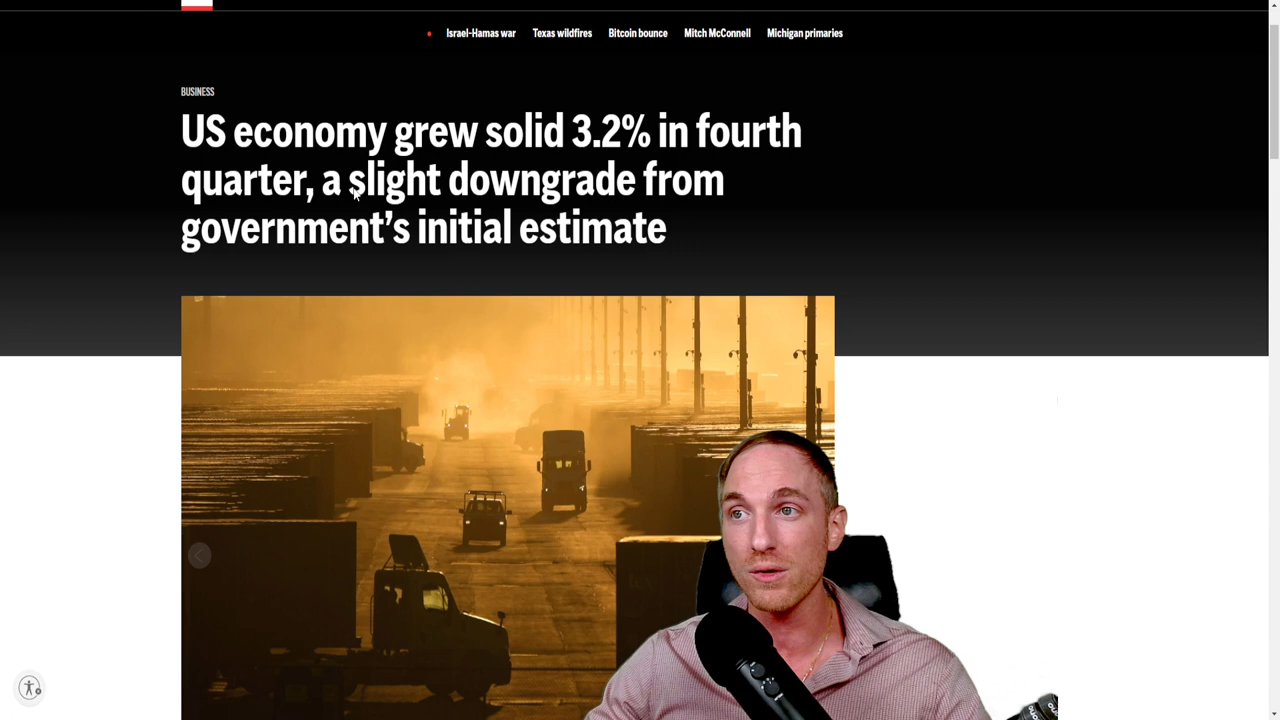 Israel-Hamas war Texas wildfires Bitcoin bounce Mitch McConnell Michigan primaries
BUSINESS
US economy grew solid 3.2% in fourth
quarter, a slight downgrade from
government’s initial estimate